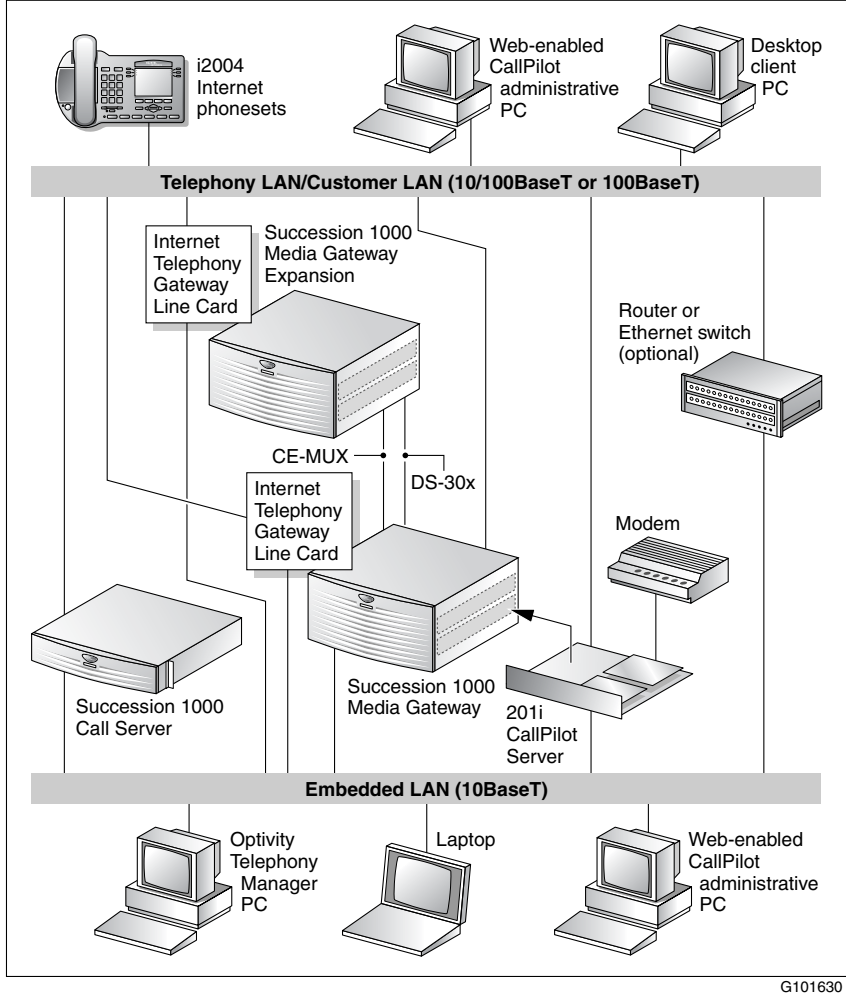 i2004
Internet
phonesets
Web-enabled
CallPilot
administrative
PC
Desktop
client
PC
Telephony LAN/Customer LAN (10/100BaseT or 100BaseT)
Internet
Telephony
Gateway
Line Card
Succession 1000
Media Gateway
Expansion
Router or
Ethernet switch
(optional)
CE-MUX
DS-30x
Internet
Telephony
Gateway
Line Card
Modem
Succession 1000
Call Server
Succession 1000
Media Gateway
201i
CallPilot
Server
Embedded LAN (10BaseT)
Optivity
Telephony
Manager
PC
Laptop
Web-enabled
CallPilot
administrative
PC
G101630